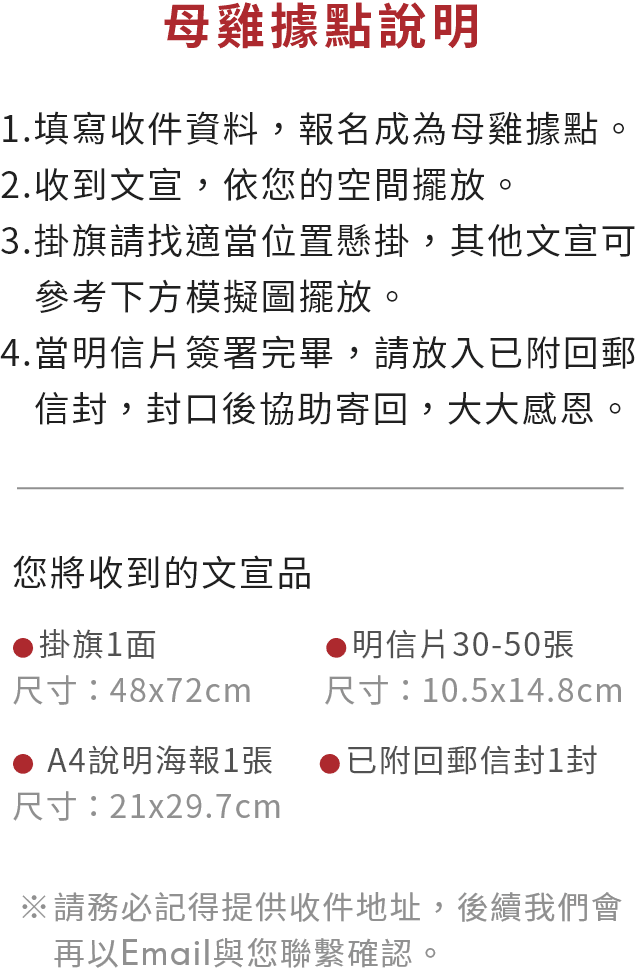 母雞據點說明
1.填寫收件資料，報名成為母雞據點。
2.收到文宣，依您的空間擺放。
3.掛旗請找適當位置懸掛，其他文宣可
參考下方模擬圖擺放。
4.當明信片簽署完畢，請放入已附回郵
信封，封口後協助寄回，大大感恩。
您將收到的文宣品
●掛旗1面
尺寸：48x72cm
●明信片30-50張
尺寸：10.5x14.8cm
● A4說明海報1張
尺寸：21x29.7cm
●已附回郵信封1封
※請務必記得提供收件地址，後續我們會
再以Email與您聯繫確認。